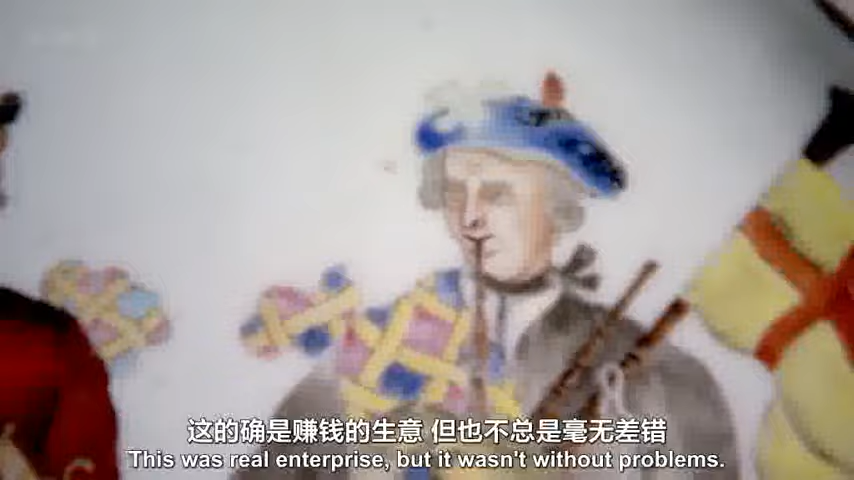 这的确是赚钱的生意 但也不总是毫无差错
This was real enterprise, but it wasn't without problems.